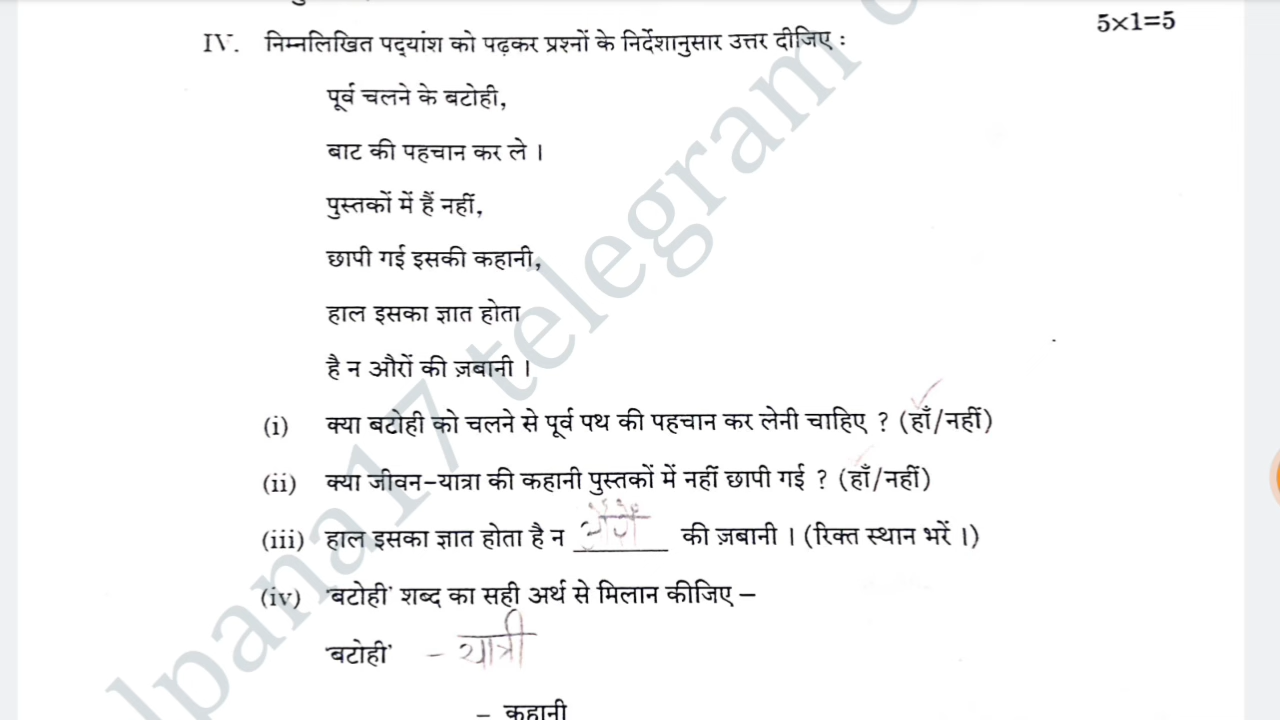 5×1=5
IV. निम्नलिखित पद्यांश को पढ़कर प्रश्नों के निर्देशानुसार उत्तर दीजिए :
पूर्व चलने के बटोही,
बाट की पहचान कर ले ।
पुस्तकों में हैं नहीं,
छापी गई इसकी कहानी,
हाल इसका ज्ञात होता
है न औरों की ज़बानी ।
(i) क्या बटोही को चलने से पूर्व पथ की पहचान कर लेनी चाहिए ? (हाँ/नहीं)
(ii) क्या जीवन-यात्रा की कहानी पुस्तकों में नहीं छापी गई ? (हाँ/नहीं)
(iii) हाल इसका ज्ञात होता है न ________ की ज़बानी । (रिक्त स्थान भरें ।)
(iv) 'बटोही' शब्द का सही अर्थ से मिलान कीजिए –
'बटोही' - यात्री
– कहानी
lpana17 telegram